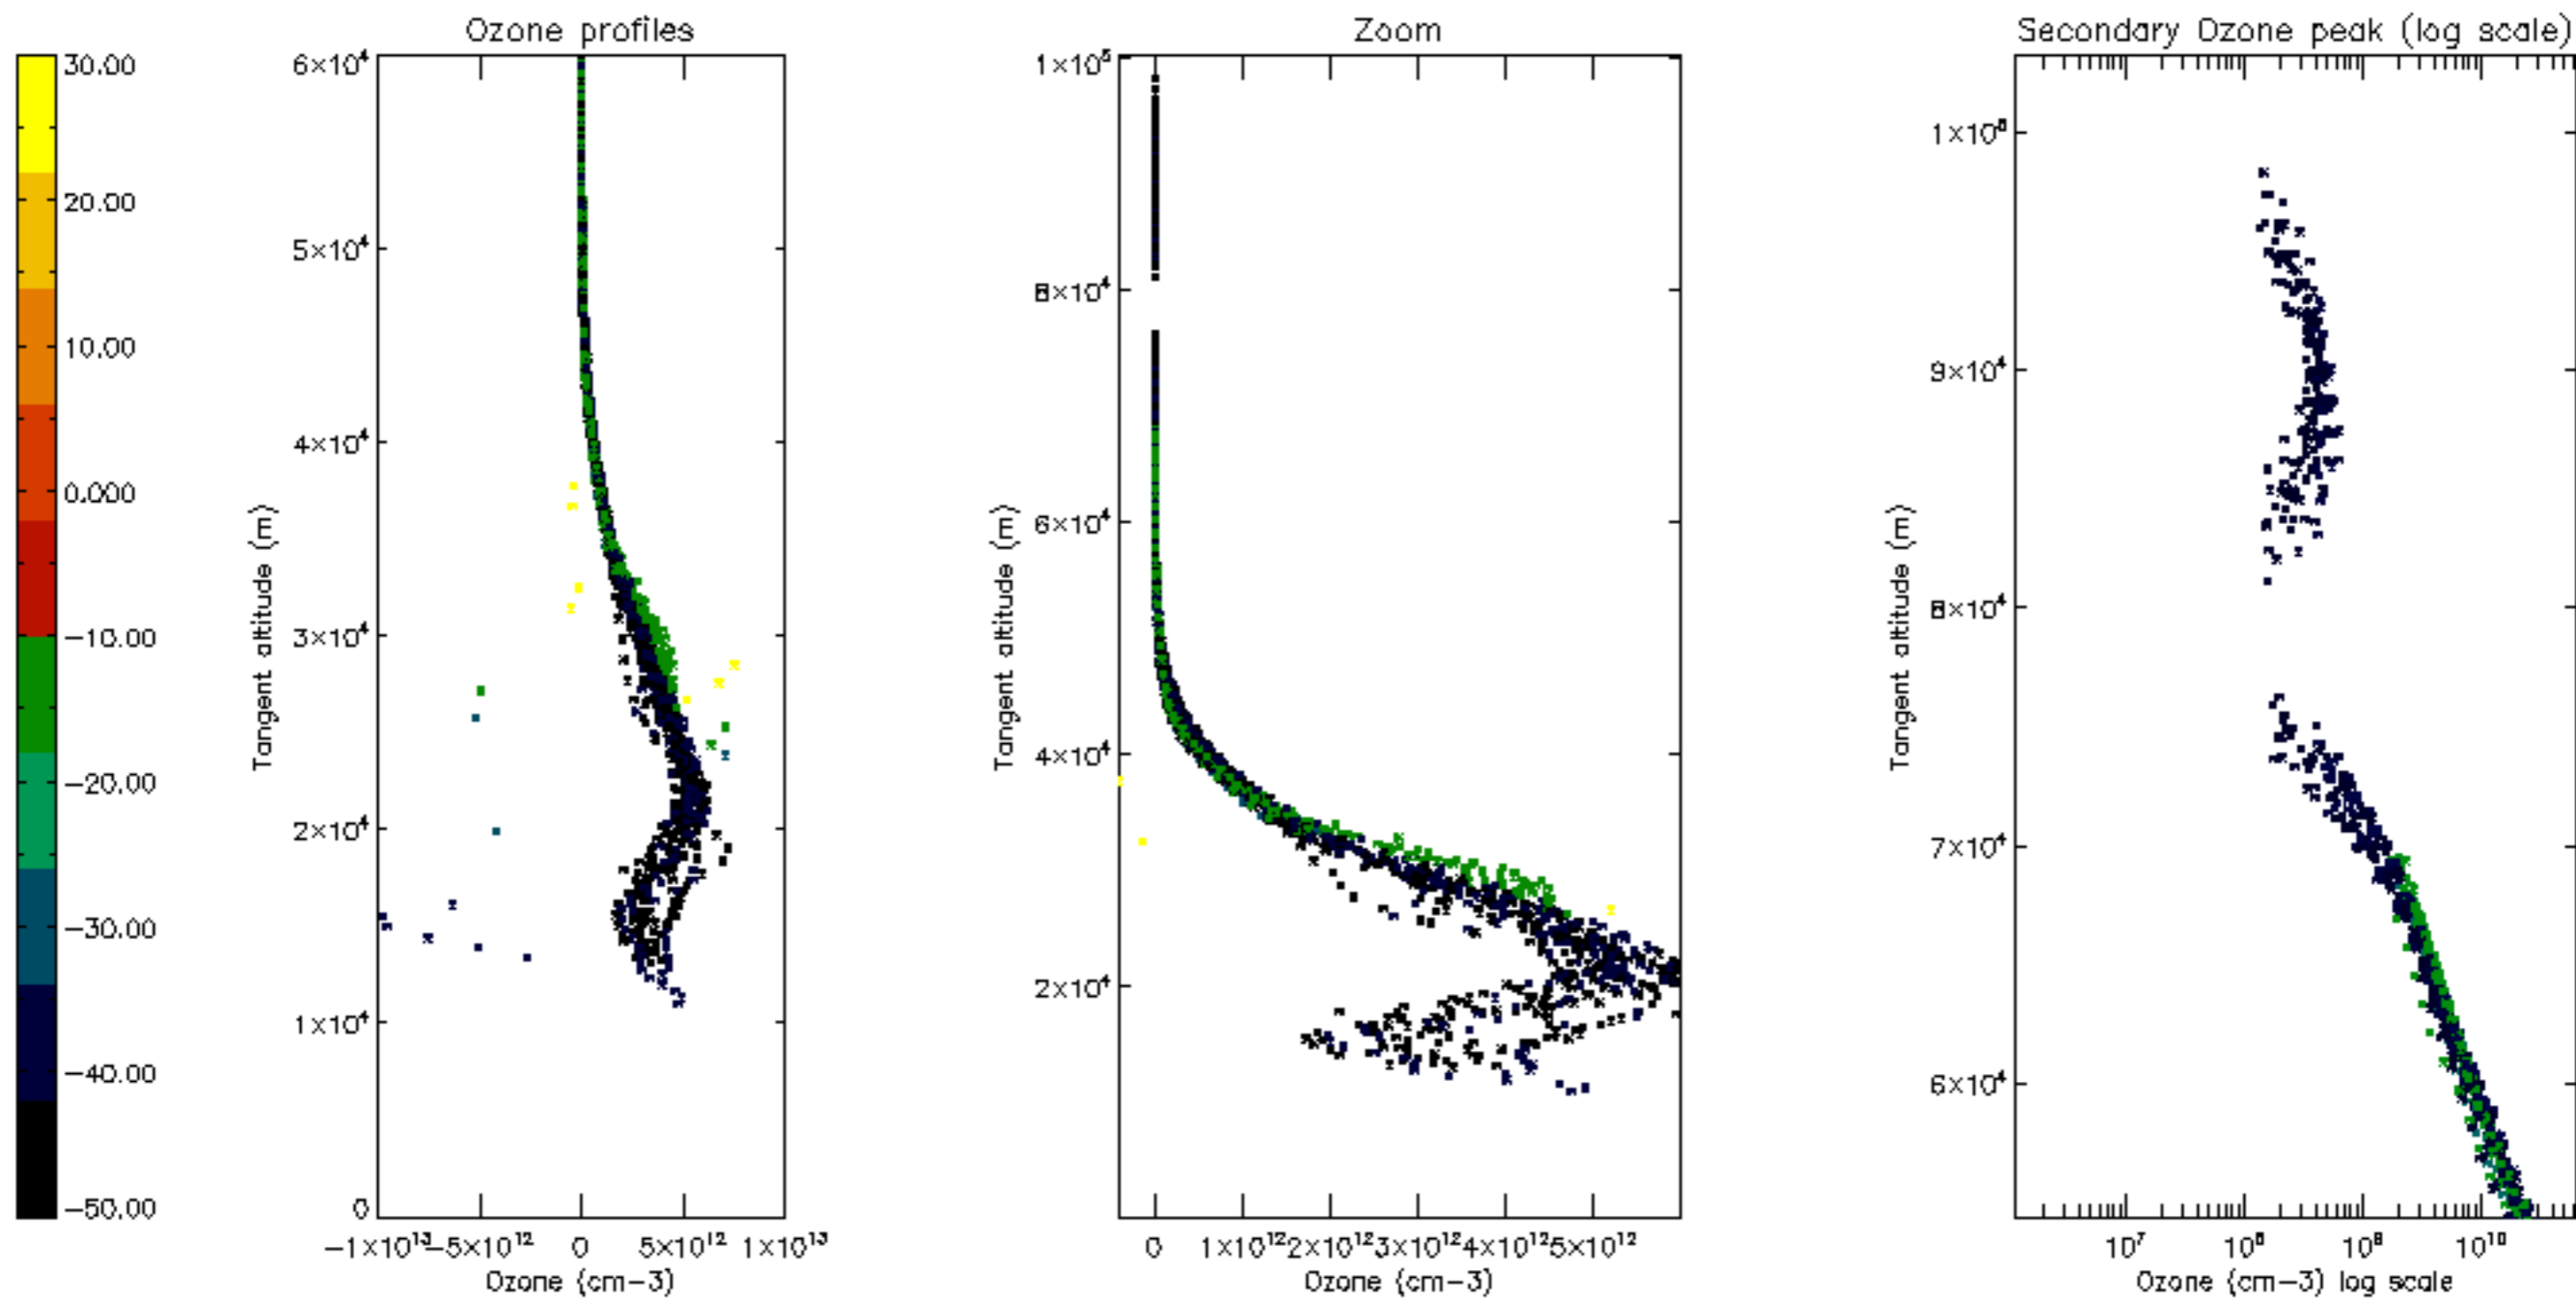 Ozone profiles
Zoom
Secondary Ozone peak (log scale)
30.00
20.00
10.00
0.000
−10.00
−20.00
−30.00
−40.00
−50.00
6×10⁴
5×10⁴
4×10⁴
3×10⁴
2×10⁴
1×10⁴
0
Tangent altitude (m)
−1×10¹³ −5×10¹² 0 5×10¹² 1×10¹³
Ozone (cm−3)
1×10⁵
8×10⁴
6×10⁴
4×10⁴
2×10⁴
Tangent altitude (m)
0 1×10¹² 2×10¹² 3×10¹² 4×10¹² 5×10¹²
Ozone (cm−3)
1×10⁵
9×10⁴
8×10⁴
7×10⁴
6×10⁴
Tangent altitude (m)
10⁷ 10⁸ 10⁹ 10¹⁰
Ozone (cm−3) log scale